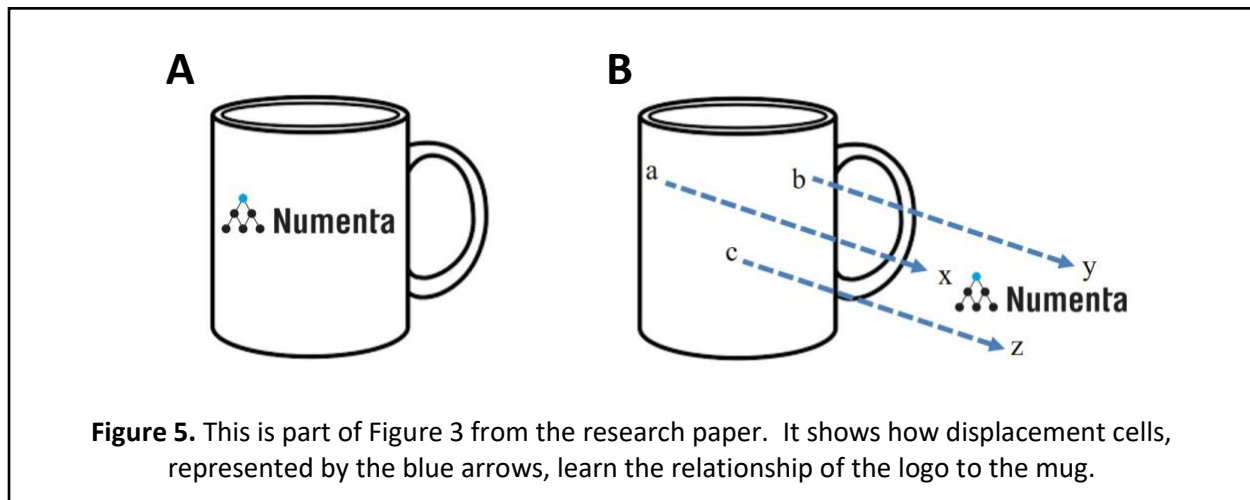 A
B
Numenta
a
b
c
x
y
z
Numenta
Figure 5. This is part of Figure 3 from the research paper. It shows how displacement cells,
represented by the blue arrows, learn the relationship of the logo to the mug.